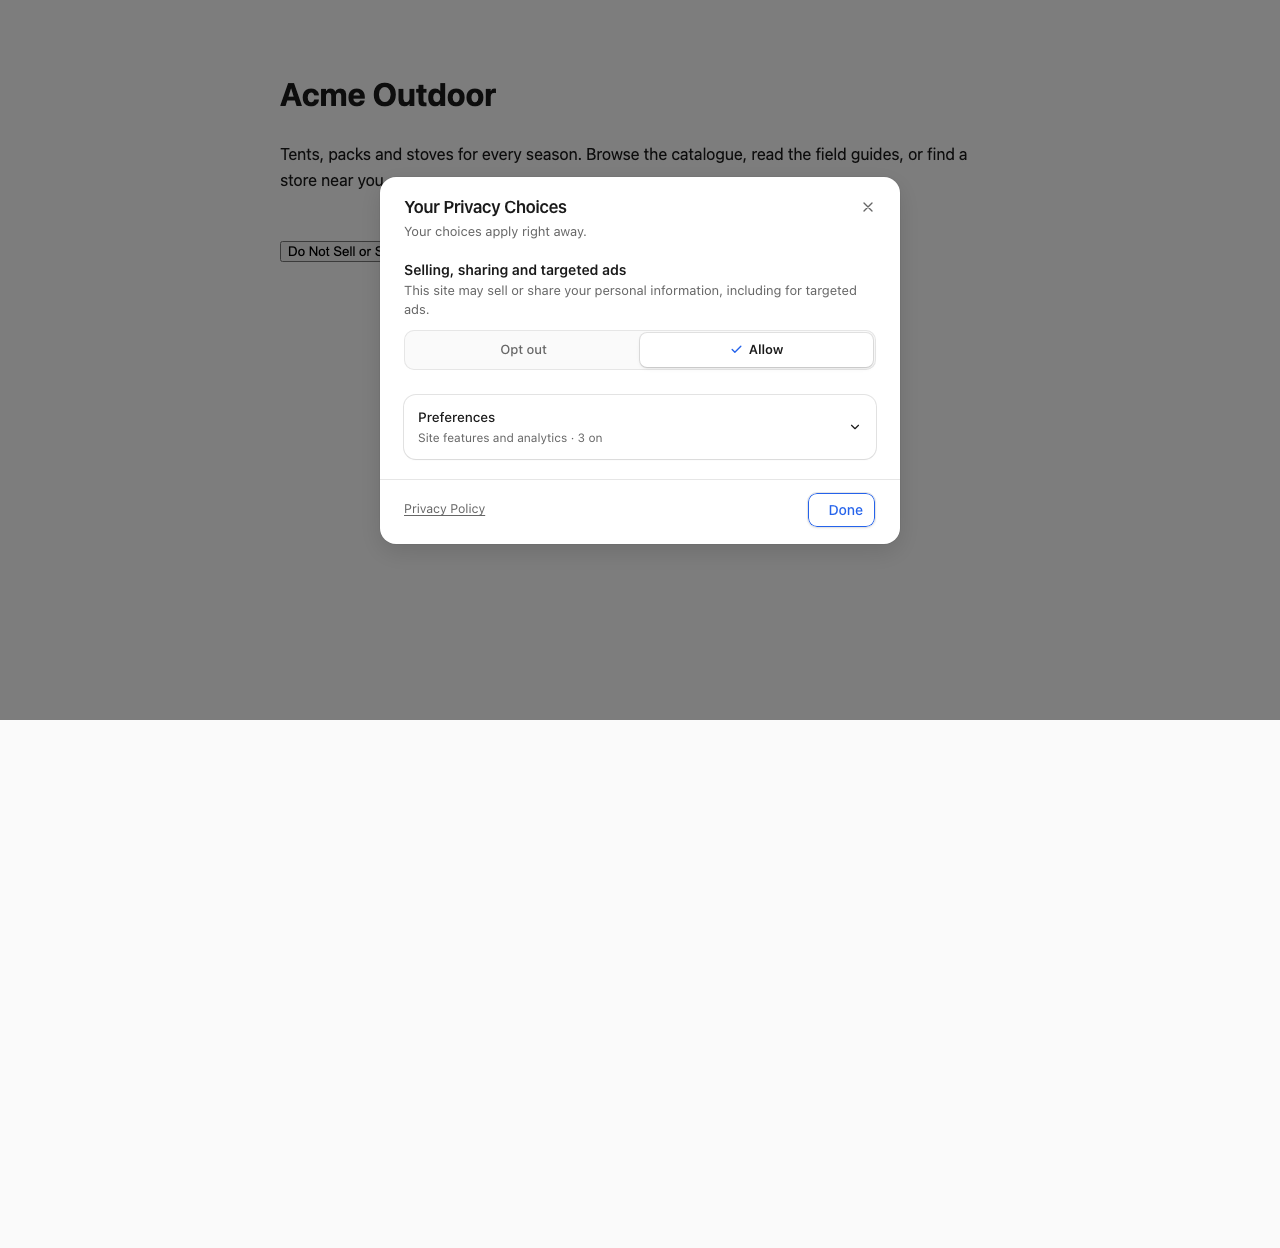 Acme Outdoor
Tents, packs and stoves for every season. Browse the catalogue, read the field guides, or find a
store near you
Do Not Sell or S
Your Privacy Choices
Your choices apply right away.
Selling, sharing and targeted ads
This site may sell or share your personal information, including for targeted
ads.
Opt out
Allow
Preferences
Site features and analytics · 3 on
Privacy Policy
Done